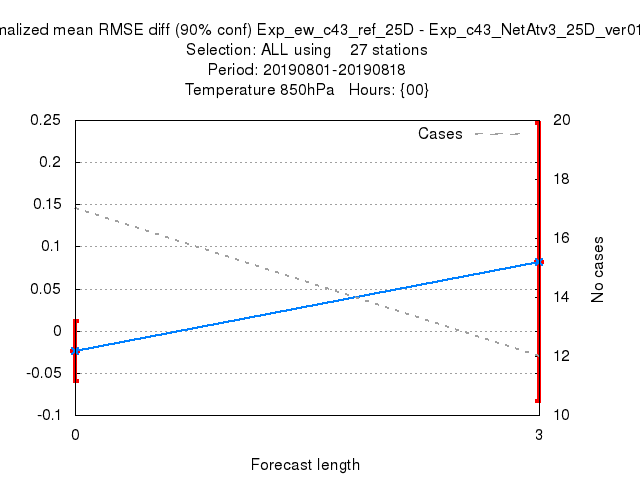 malized mean RMSE diff (90% conf) Exp_ew_c43_ref_25D - Exp_c43_NetAtv3_25D_ver01
Selection: ALL using 27 stations
Period: 20190801-20190818
Temperature 850hPa Hours: {00}
Cases
0.25
0.2
0.15
0.1
0.05
0
-0.05
-0.1
20
18
16
14
12
10
No cases
0
3
Forecast length